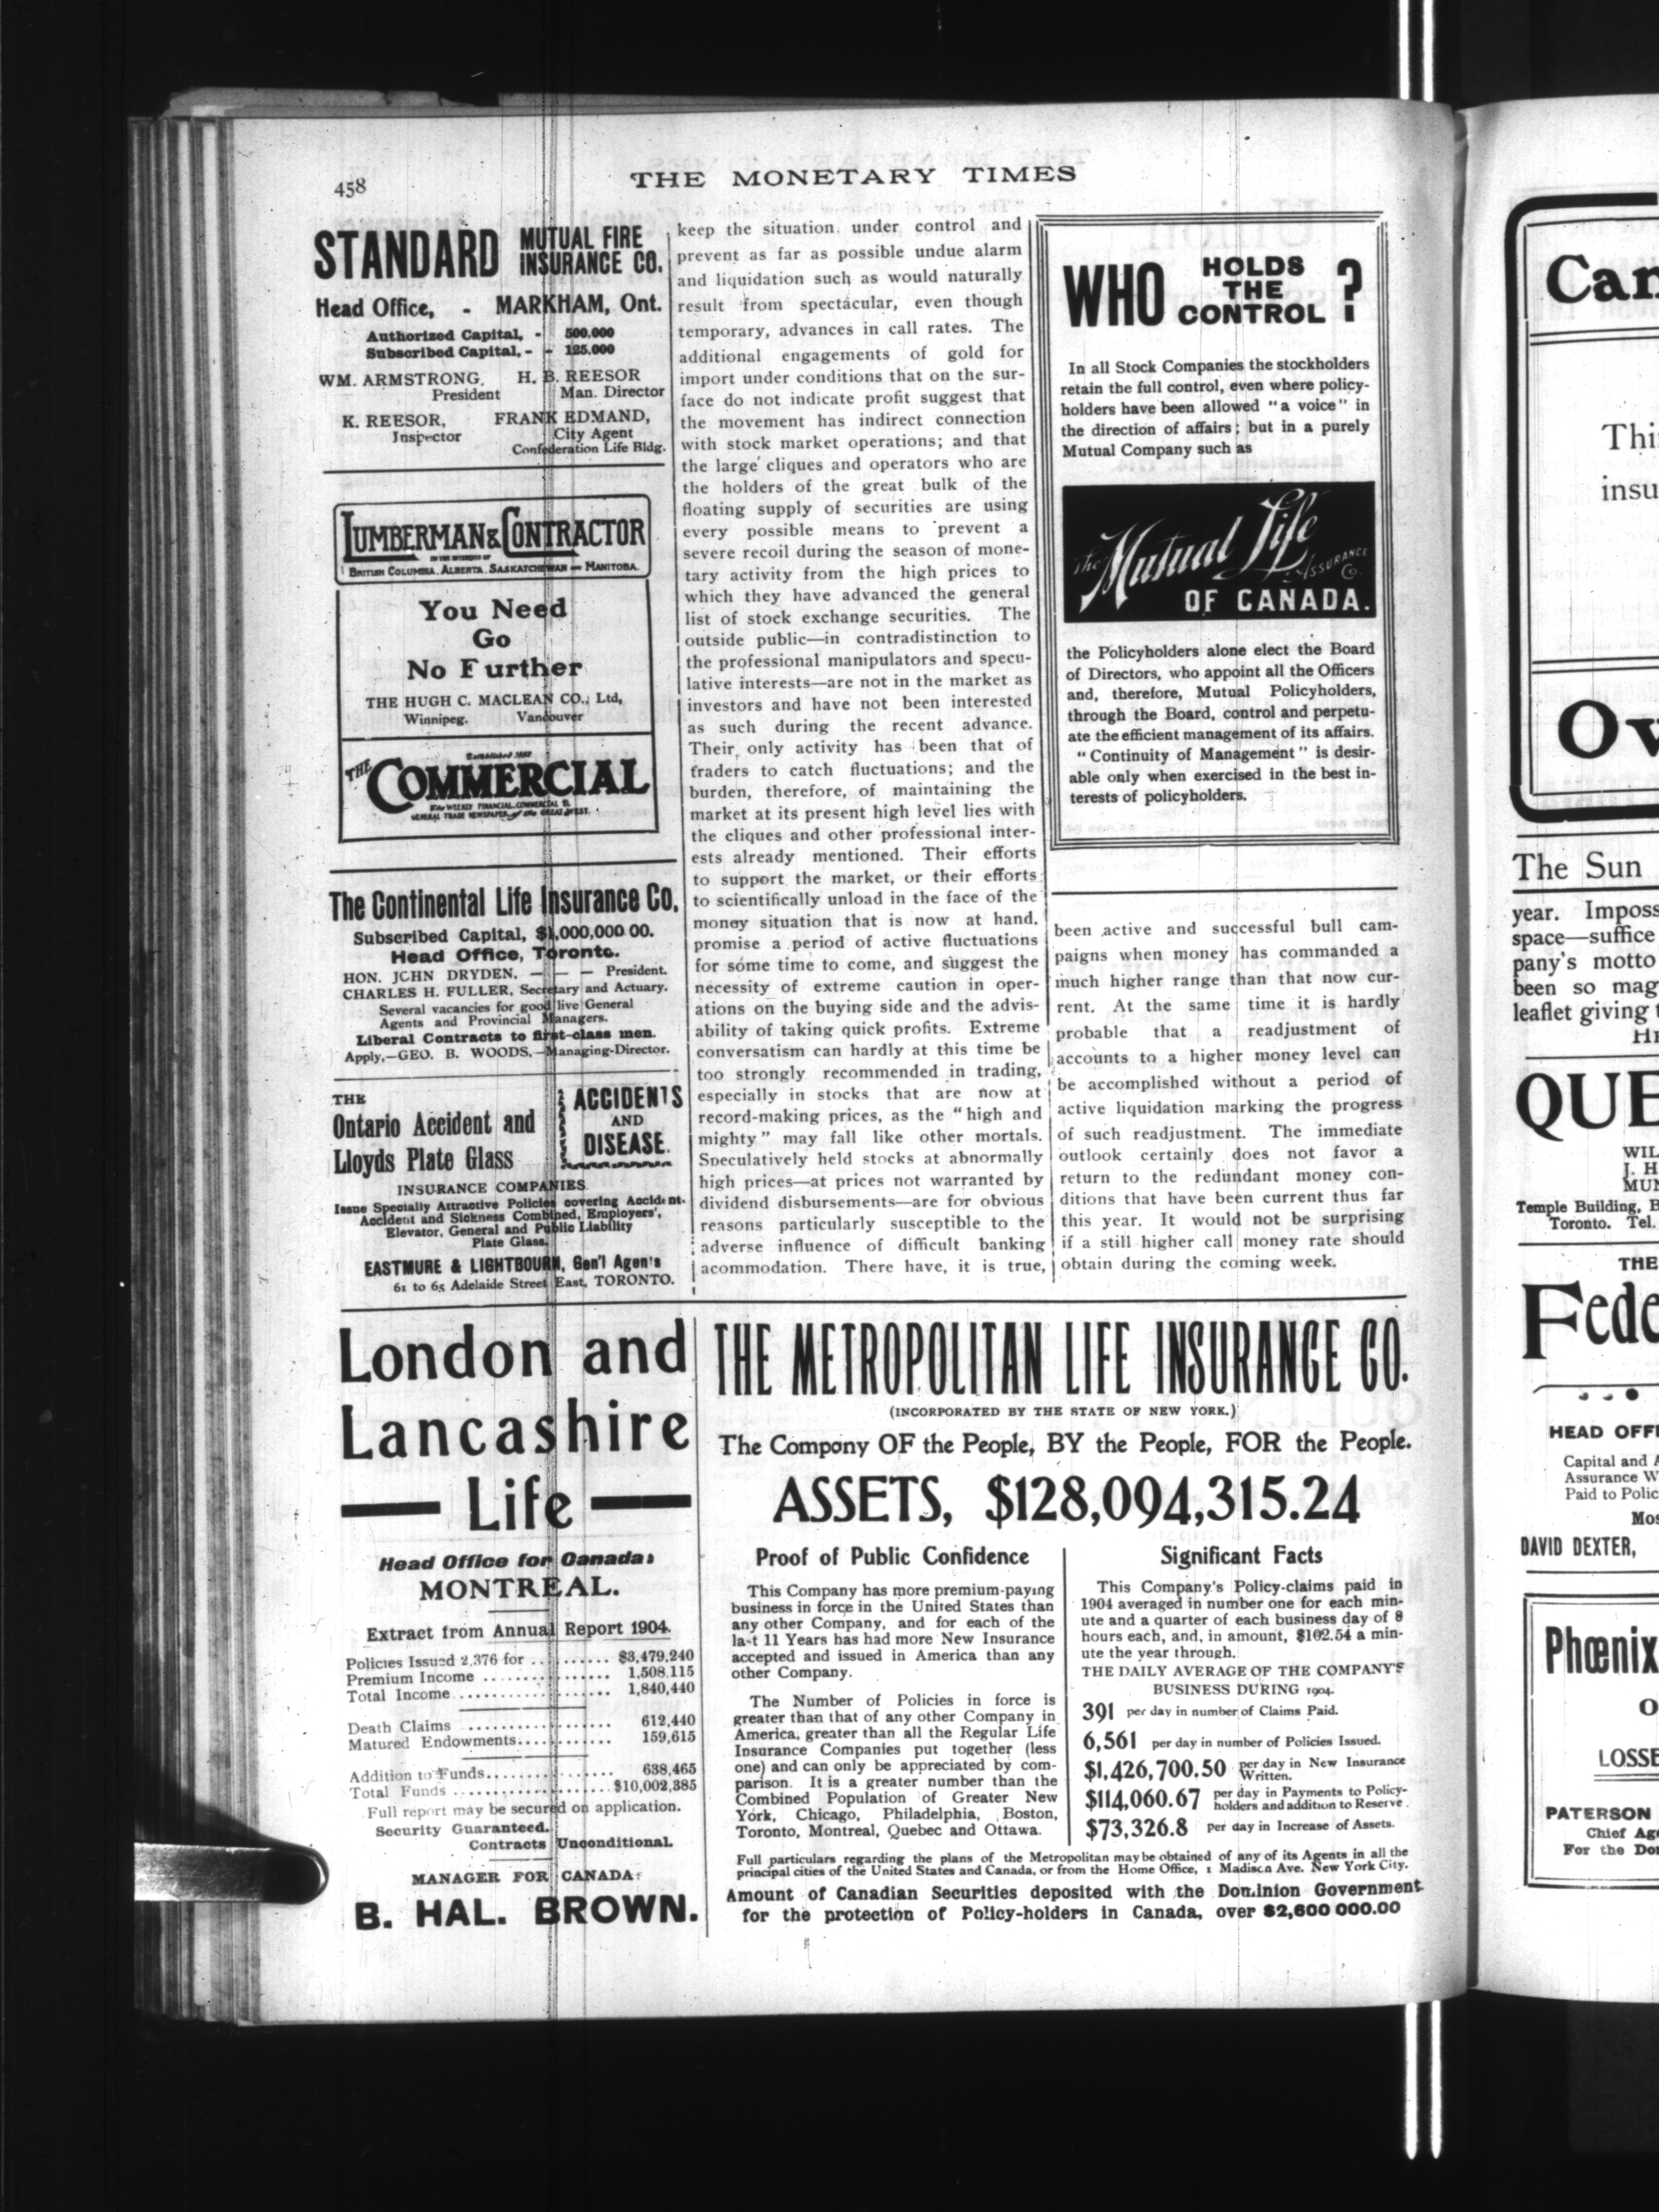 458
THE MONETARY TIMES
STANDARD MUTUAL FIRE
INSURANCE CO.
Head Office, - MARKHAM, Ont.
Authorized Capital, - 500,000
Subscribed Capital, - - 125,000
WM. ARMSTRONG, H. B. REESOR
President Man. Director
K. REESOR, FRANK EDMAND,
Inspector City Agent
Confederation Life Bldg.
LUMBERMAN & CONTRACTOR
IN THE INTERESTS OF
BRITISH COLUMBIA, ALBERTA, SASKATCHEWAN AND MANITOBA.
You Need
Go
No Further
THE HUGH C. MACLEAN CO., Ltd,
Winnipeg. Vancouver
Established 1882
THE COMMERCIAL
THE WEEKLY FINANCIAL, COMMERCIAL &
GENERAL TRADE NEWSPAPER of the GREAT WEST.
The Continental Life Insurance Co.
Subscribed Capital, $1,000,000 00.
Head Office, Toronto.
HON. JOHN DRYDEN, — — — President.
CHARLES H. FULLER, Secretary and Actuary.
Several vacancies for good live General
Agents and Provincial Managers.
Liberal Contracts to first-class men.
Apply,—GEO. B. WOODS,—Managing-Director.
THE
Ontario Accident and
Lloyds Plate Glass
ACCIDENTS
AND
DISEASE.
INSURANCE COMPANIES
Issue Specially Attractive Policies covering Accident.
Accident and Sickness Combined, Employers',
Elevator, General and Public Liability
Plate Glass.
EASTMURE & LIGHTBOURN, Gen'l Agen's
61 to 65 Adelaide Street East, TORONTO.
keep the situation under control and
prevent as far as possible undue alarm
and liquidation such as would naturally
result from spectacular, even though
temporary, advances in call rates. The
additional engagements of gold for
import under conditions that on the sur-
face do not indicate profit suggest that
the movement has indirect connection
with stock market operations; and that
the large cliques and operators who are
the holders of the great bulk of the
floating supply of securities are using
every possible means to prevent a
severe recoil during the season of mone-
tary activity from the high prices to
which they have advanced the general
list of stock exchange securities. The
outside public—in contradistinction to
the professional manipulators and specu-
lative interests—are not in the market as
investors and have not been interested
as such during the recent advance.
Their only activity has been that of
traders to catch fluctuations; and the
burden, therefore, of maintaining the
market at its present high level lies with
the cliques and other professional inter-
ests already mentioned. Their efforts
to support the market, or their efforts
to scientifically unload in the face of the
money situation that is now at hand,
promise a period of active fluctuations
for some time to come, and suggest the
necessity of extreme caution in oper-
ations on the buying side and the advis-
ability of taking quick profits. Extreme
conversatism can hardly at this time be
too strongly recommended in trading,
especially in stocks that are now at
record-making prices, as the "high and
mighty" may fall like other mortals.
Speculatively held stocks at abnormally
high prices—at prices not warranted by
dividend disbursements—are for obvious
reasons particularly susceptible to the
adverse influence of difficult banking
acommodation. There have, it is true,
WHO HOLDS
THE
CONTROL ?
In all Stock Companies the stockholders
retain the full control, even where policy-
holders have been allowed "a voice" in
the direction of affairs; but in a purely
Mutual Company such as
The Mutual Life
ASSURANCE
Co.
OF CANADA.
the Policyholders alone elect the Board
of Directors, who appoint all the Officers
and, therefore, Mutual Policyholders,
through the Board, control and perpetu-
ate the efficient management of its affairs.
"Continuity of Management" is desir-
able only when exercised in the best in-
terests of policyholders.
been active and successful bull cam-
paigns when money has commanded a
much higher range than that now cur-
rent. At the same time it is hardly
probable that a readjustment of
accounts to a higher money level can
be accomplished without a period of
active liquidation marking the progress
of such readjustment. The immediate
outlook certainly does not favor a
return to the redundant money con-
ditions that have been current thus far
this year. It would not be surprising
if a still higher call money rate should
obtain during the coming week.
London and
Lancashire
Life
Head Office for Canada:
MONTREAL.
Extract from Annual Report 1904.
Policies Issued 2,376 for .......... $3,479,240
Premium Income .......... 1,508,115
Total Income .......... 1,840,440
Death Claims .......... 612,440
Matured Endowments .......... 159,615
Addition to Funds .......... 638,465
Total Funds .......... $10,002,385
Full report may be secured on application.
Security Guaranteed.
Contracts Unconditional.
MANAGER FOR CANADA:
B. HAL. BROWN.
THE METROPOLITAN LIFE INSURANCE CO.
(INCORPORATED BY THE STATE OF NEW YORK.)
The Company OF the People, BY the People, FOR the People.
ASSETS, $128,094,315.24
Proof of Public Confidence
This Company has more premium-paying
business in force in the United States than
any other Company, and for each of the
last 11 Years has had more New Insurance
accepted and issued in America than any
other Company.
The Number of Policies in force is
greater than that of any other Company in
America, greater than all the Regular Life
Insurance Companies put together (less
one) and can only be appreciated by com-
parison. It is a greater number than the
Combined Population of Greater New
York, Chicago, Philadelphia, Boston,
Toronto, Montreal, Quebec and Ottawa.
Significant Facts
This Company's Policy-claims paid in
1904 averaged in number one for each min-
ute and a quarter of each business day of 8
hours each, and, in amount, $102.54 a min-
ute the year through.
THE DAILY AVERAGE OF THE COMPANY'S
BUSINESS DURING 1904.
391 per day in number of Claims Paid.
6,561 per day in number of Policies Issued.
$1,426,700.50 per day in New Insurance
Written.
$114,060.67 per day in Payments to Policy-
holders and addition to Reserve.
$73,326.8 Per day in Increase of Assets.
Full particulars regarding the plans of the Metropolitan may be obtained of any of its Agents in all the
principal cities of the United States and Canada, or from the Home Office, 1 Madison Ave. New York City.
Amount of Canadian Securities deposited with the Dominion Government
for the protection of Policy-holders in Canada, over $2,600 000.00
Can
Thi
insu
Ov
The Sun
year. Imposs
space—suffice
pany's motto
been so mag
leaflet giving t
HE
QUE
WIL
J. H
MUN
Temple Building, B
Toronto. Tel.
THE
Fede
HEAD OFFI
Capital and A
Assurance W
Paid to Polic
Mos
DAVID DEXTER,
Phœnix
O
LOSSE
PATERSON
Chief Age
For the Do